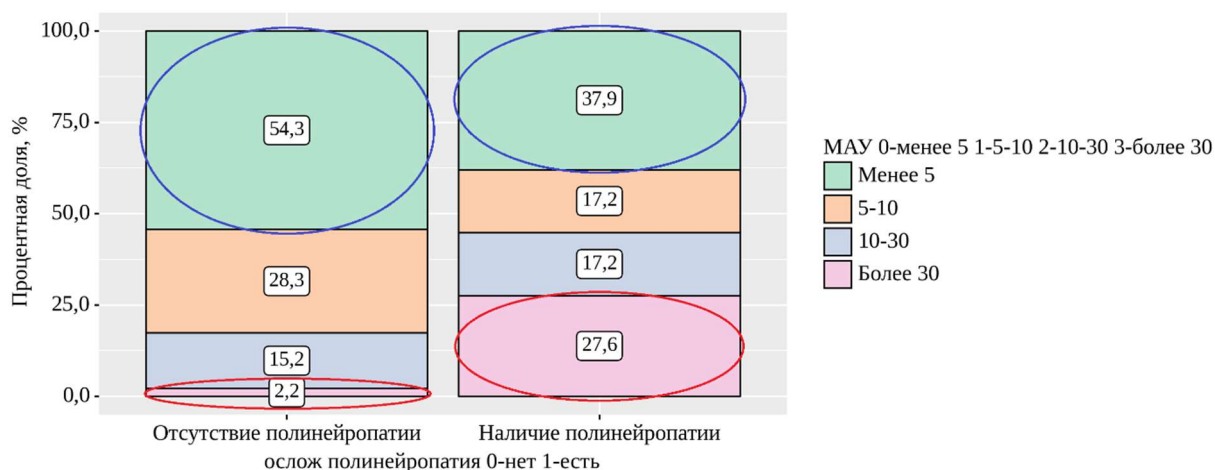 100,0
75,0
50,0
25,0
0,0
Процентная доля, %
54,3
28,3
15,2
2,2
37,9
17,2
17,2
27,6
Отсутствие полинейропатии
Наличие полинейропатии
ослож полинейропатия 0-нет 1-есть
МАУ 0-менее 5 1-5-10 2-10-30 3-более 30
Менее 5
5-10
10-30
Более 30